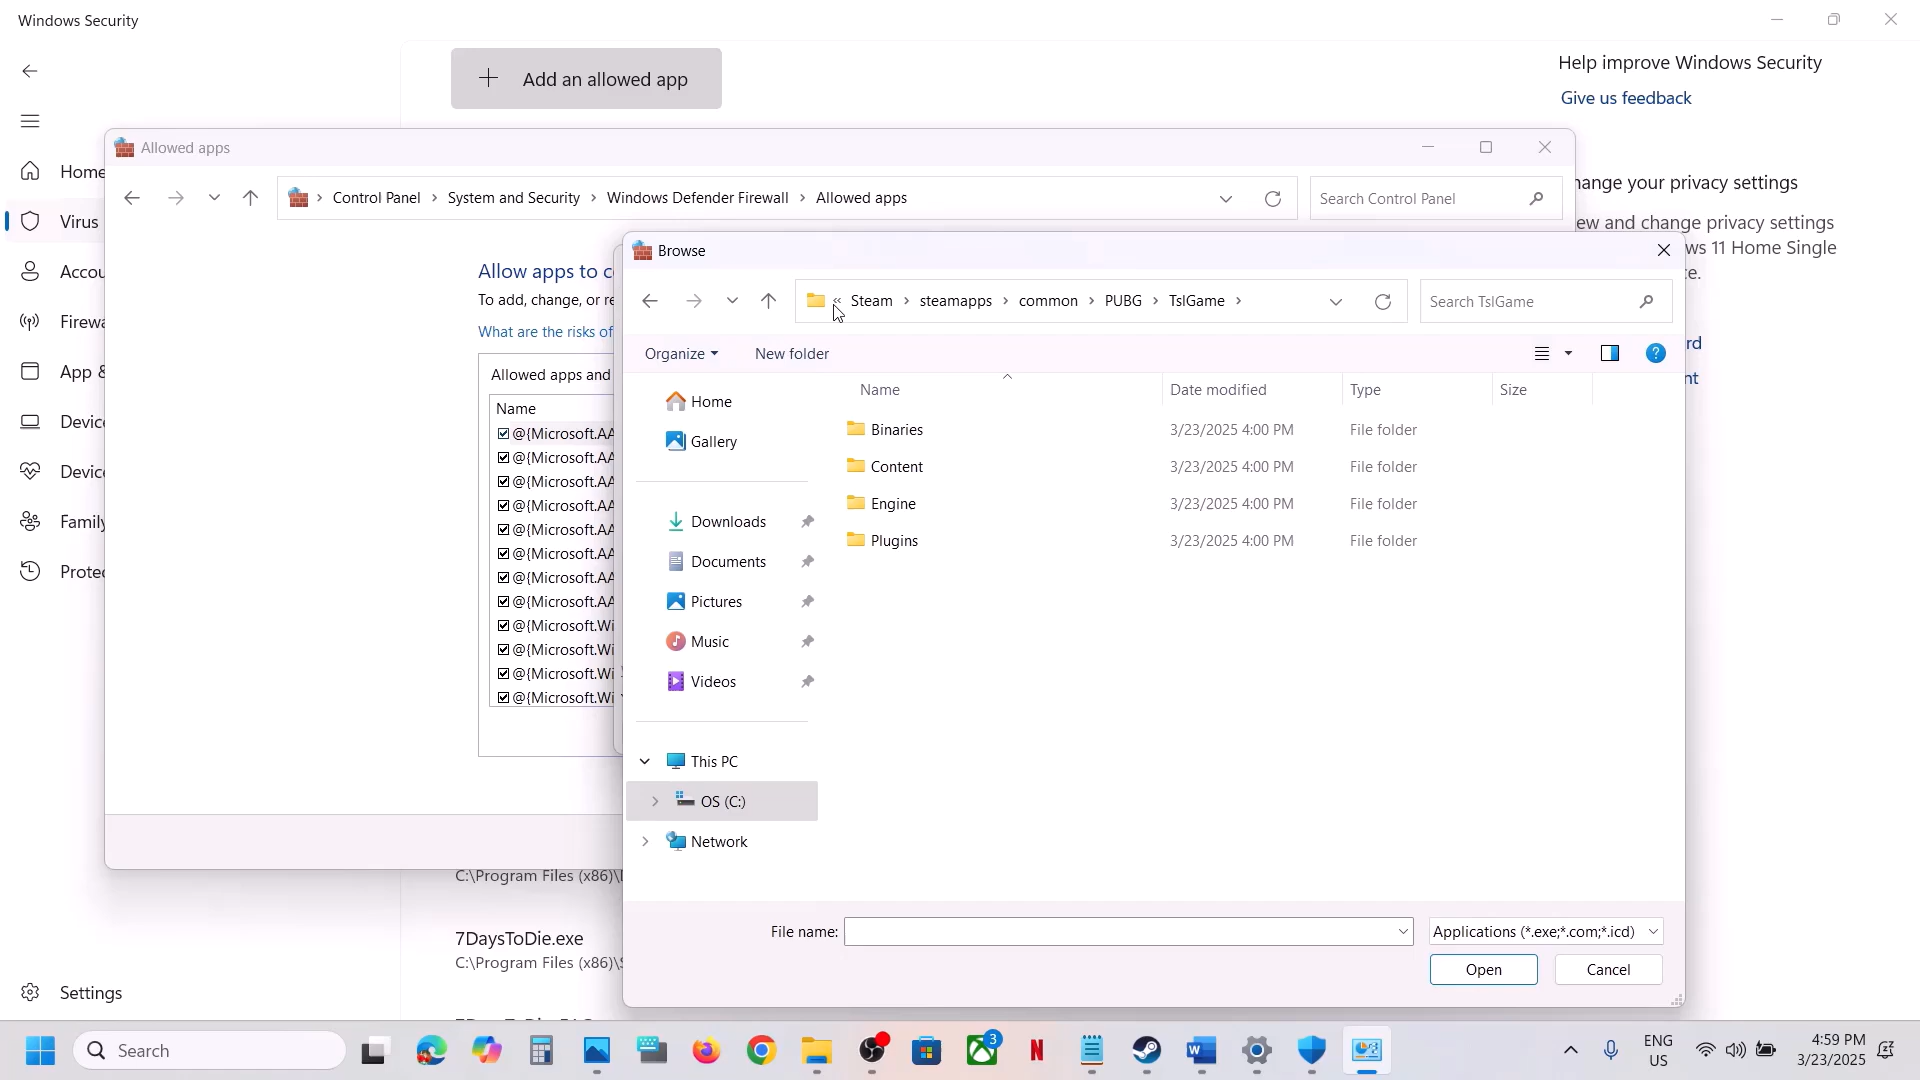 Windows Security
Add an allowed app
Help improve Windows Security
Give us feedback
Home
Virus
Accou
Firewa
App &
Device
Device
Family
Protec
Settings
hange your privacy settings
ew and change privacy settings
ws 11 Home Single
ce.
rd
nt
Allowed apps
Control Panel > System and Security > Windows Defender Firewall > Allowed apps
Search Control Panel
Allow apps to c
To add, change, or re
What are the risks of
Allowed apps and
Name
@{Microsoft.AA
@{Microsoft.AA
@{Microsoft.AA
@{Microsoft.AA
@{Microsoft.AA
@{Microsoft.AA
@{Microsoft.AA
@{Microsoft.AA
@{Microsoft.Wi
@{Microsoft.Wi
@{Microsoft.Wi
@{Microsoft.Wi
Browse
« Steam > steamapps > common > PUBG > TslGame >
Search TslGame
Organize
New folder
Name Date modified Type Size
Binaries 3/23/2025 4:00 PM File folder
Content 3/23/2025 4:00 PM File folder
Engine 3/23/2025 4:00 PM File folder
Plugins 3/23/2025 4:00 PM File folder
Home
Gallery
Downloads
Documents
Pictures
Music
Videos
This PC
OS (C:)
Network
File name:
Applications (*.exe;*.com;*.icd)
Open
Cancel
C:\Program Files (x86)\
7DaysToDie.exe
C:\Program Files (x86)\S
Search
3
ENG
US
4:59 PM
3/23/2025